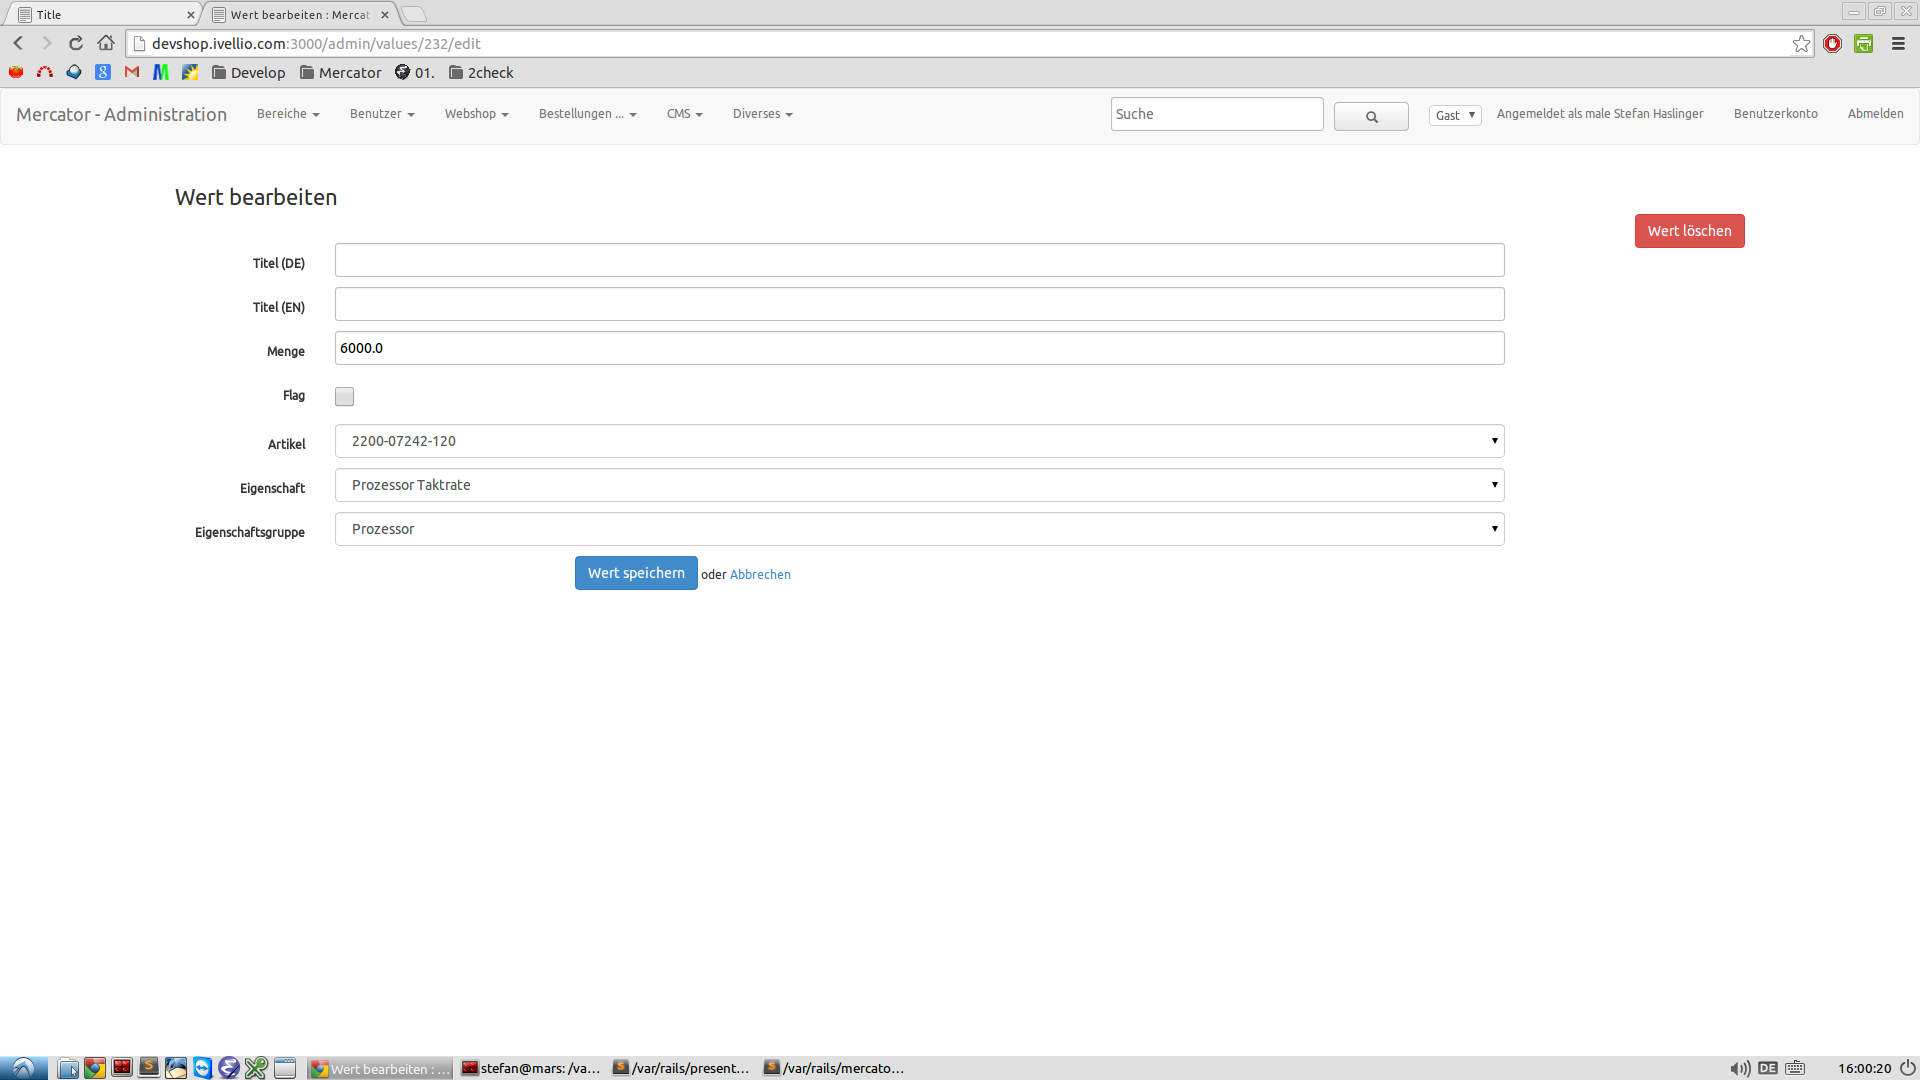 Title
Wert bearbeiten : Mercat
devshop.ivellio.com:3000/admin/values/232/edit
Develop
Mercator
01.
2check
Mercator - Administration
Bereiche
Benutzer
Webshop
Bestellungen ...
CMS
Diverses
Suche
Gast
Angemeldet als male Stefan Haslinger
Benutzerkonto
Abmelden
Wert bearbeiten
Wert löschen
Titel (DE)
Titel (EN)
Menge
6000.0
Flag
Artikel
2200-07242-120
Eigenschaft
Prozessor Taktrate
Eigenschaftsgruppe
Prozessor
Wert speichern oder Abbrechen
Wert bearbeiten : ...
stefan@mars: /va...
/var/rails/present...
/var/rails/mercato...
DE
16:00:20